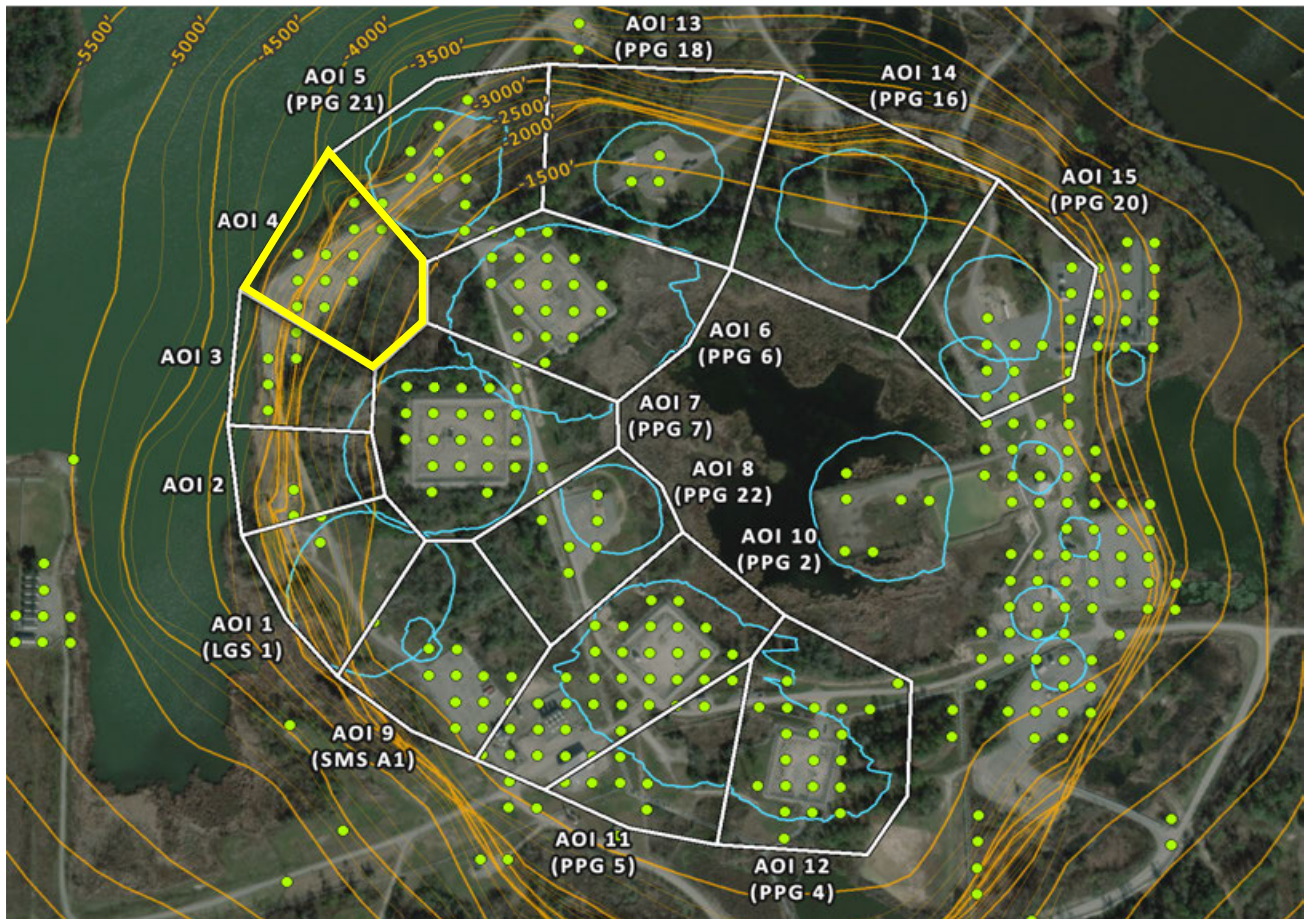 -5500'
-5000'
-4500'
-4000'
-3500'
-3000'
-2500'
-2000'
-1500'
AOI 13
(PPG 18)
AOI 14
(PPG 16)
AOI 5
(PPG 21)
AOI 15
(PPG 20)
AOI 4
AOI 6
(PPG 6)
AOI 3
AOI 7
(PPG 7)
AOI 8
(PPG 22)
AOI 2
AOI 10
(PPG 2)
AOI 1
(LGS 1)
AOI 9
(SMS A1)
AOI 11
(PPG 5)
AOI 12
(PPG 4)